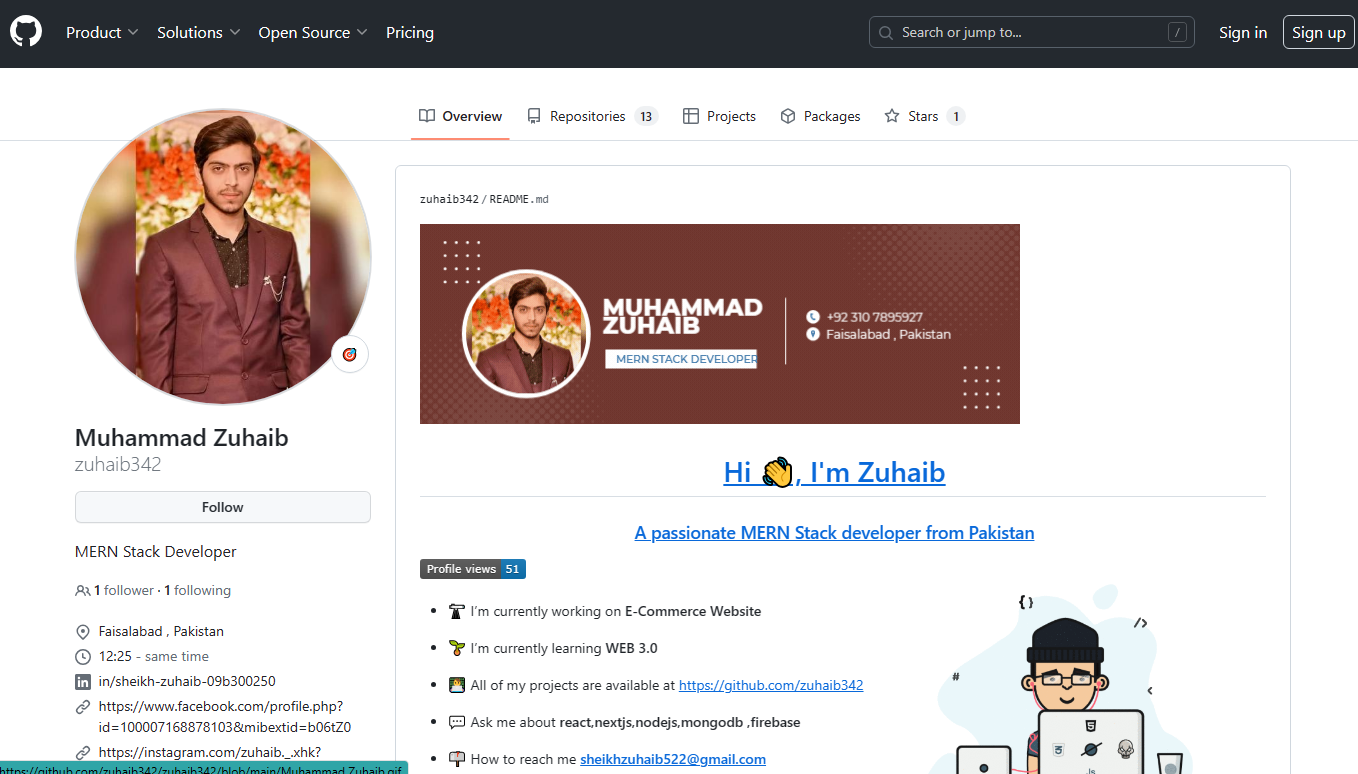 Product Solutions Open Source Pricing Search or jump to... / Sign in Sign up
Overview Repositories 13 Projects Packages Stars 1
zuhaib342/README.md
MUHAMMAD
ZUHAIB
MERN STACK DEVELOPER
+92 310 7895927
Faisalabad , Pakistan
Muhammad Zuhaib
zuhaib342
Follow
MERN Stack Developer
1 follower · 1 following
Faisalabad , Pakistan
12:25 - same time
in/sheikh-zuhaib-09b300250
https://www.facebook.com/profile.php?
id=100007168878103&mibextid=b06tZ0
https://instagram.com/zuhaib._.xhk?
Hi 👋, I'm Zuhaib
A passionate MERN Stack developer from Pakistan
Profile views 51
I’m currently working on E-Commerce Website
I’m currently learning WEB 3.0
All of my projects are available at https://github.com/zuhaib342
Ask me about react,nextjs,nodejs,mongodb ,firebase
How to reach me sheikhzuhaib522@gmail.com
{ }
/>
#
<
.js
https://github.com/zuhaib342/zuhaib342/blob/main/Muhammad Zuhaib.gif